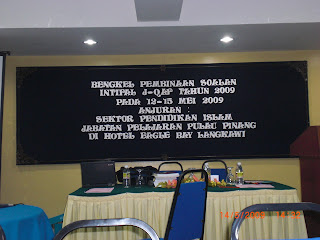 BENGKEL PEMBINAAN SOALAN
INTIPAL J-QAF TAHUN 2009
PADA 12-15 MEI 2009
ANJURAN :
SEKTOR PENDIDIKAN ISLAM
JABATAN PELAJARAN PULAU PINANG
DI HOTEL EAGLE BAY LANGKAWI